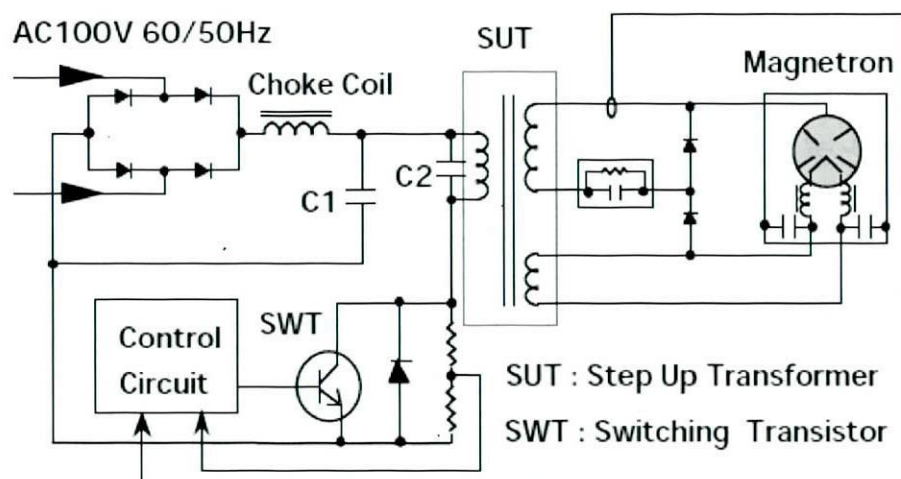 AC100V 60/50Hz
SUT
Choke Coil
Magnetron
C1
C2
SWT
Control
Circuit
SUT : Step Up Transformer
SWT : Switching Transistor